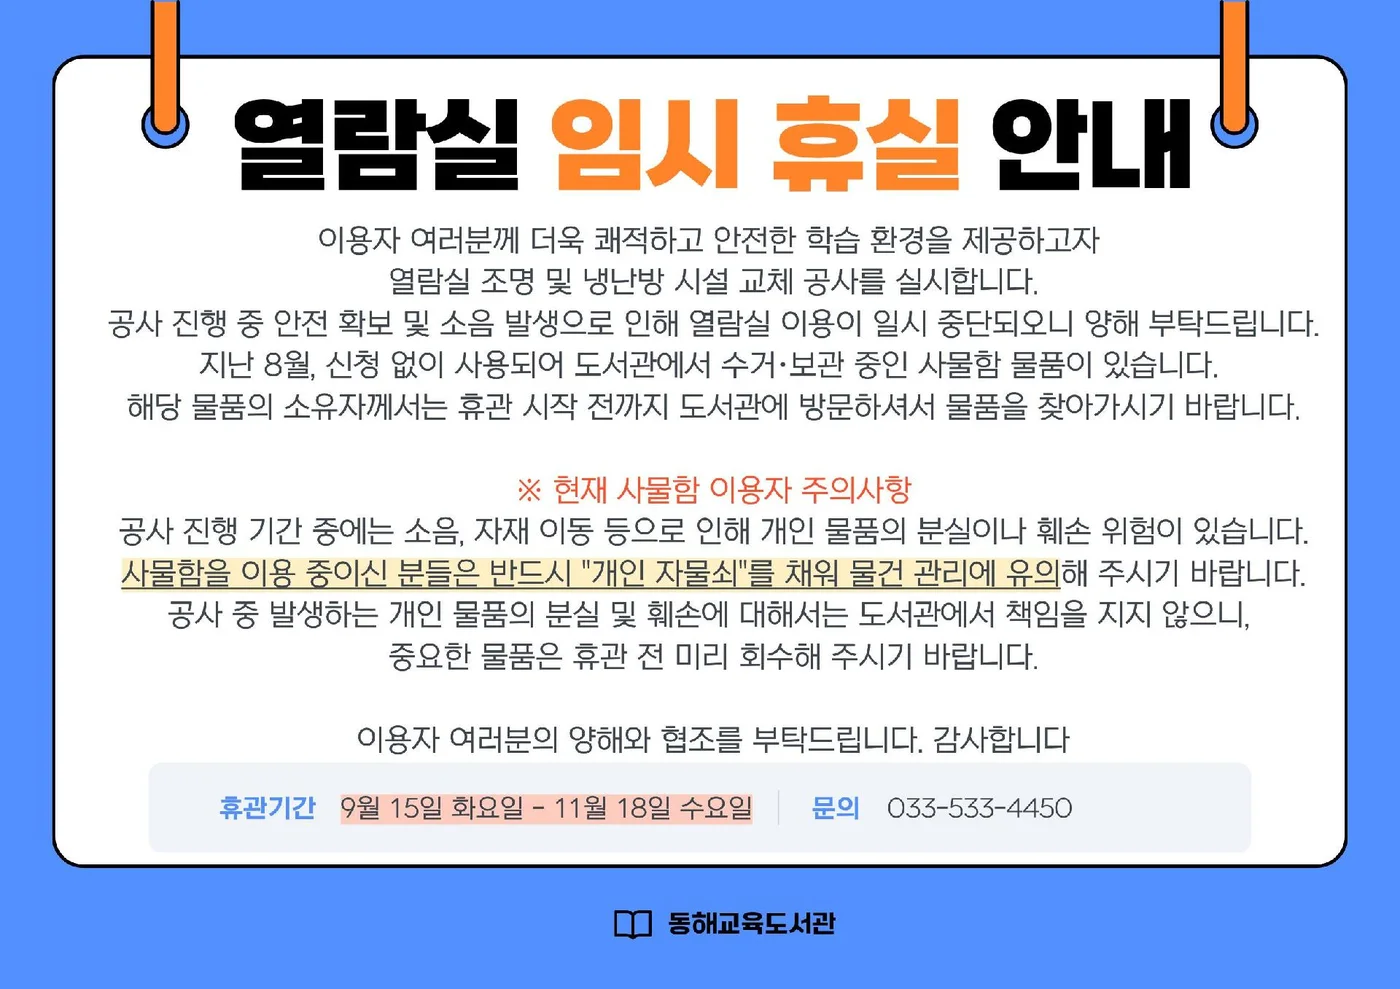 열람실 임시 휴실 안내
이용자 여러분께 더욱 쾌적하고 안전한 학습 환경을 제공하고자
열람실 조명 및 냉난방 시설 교체 공사를 실시합니다.
공사 진행 중 안전 확보 및 소음 발생으로 인해 열람실 이용이 일시 중단되오니 양해 부탁드립니다.
지난 8월, 신청 없이 사용되어 도서관에서 수거·보관 중인 사물함 물품이 있습니다.
해당 물품의 소유자께서는 휴관 시작 전까지 도서관에 방문하셔서 물품을 찾아가시기 바랍니다.
※ 현재 사물함 이용자 주의사항
공사 진행 기간 중에는 소음, 자재 이동 등으로 인해 개인 물품의 분실이나 훼손 위험이 있습니다.
사물함을 이용 중이신 분들은 반드시 "개인 자물쇠"를 채워 물건 관리에 유의해 주시기 바랍니다.
공사 중 발생하는 개인 물품의 분실 및 훼손에 대해서는 도서관에서 책임을 지지 않으니,
중요한 물품은 휴관 전 미리 회수해 주시기 바랍니다.
이용자 여러분의 양해와 협조를 부탁드립니다. 감사합니다
휴관기간 9월 15일 화요일 - 11월 18일 수요일 문의 033-533-4450
동해교육도서관